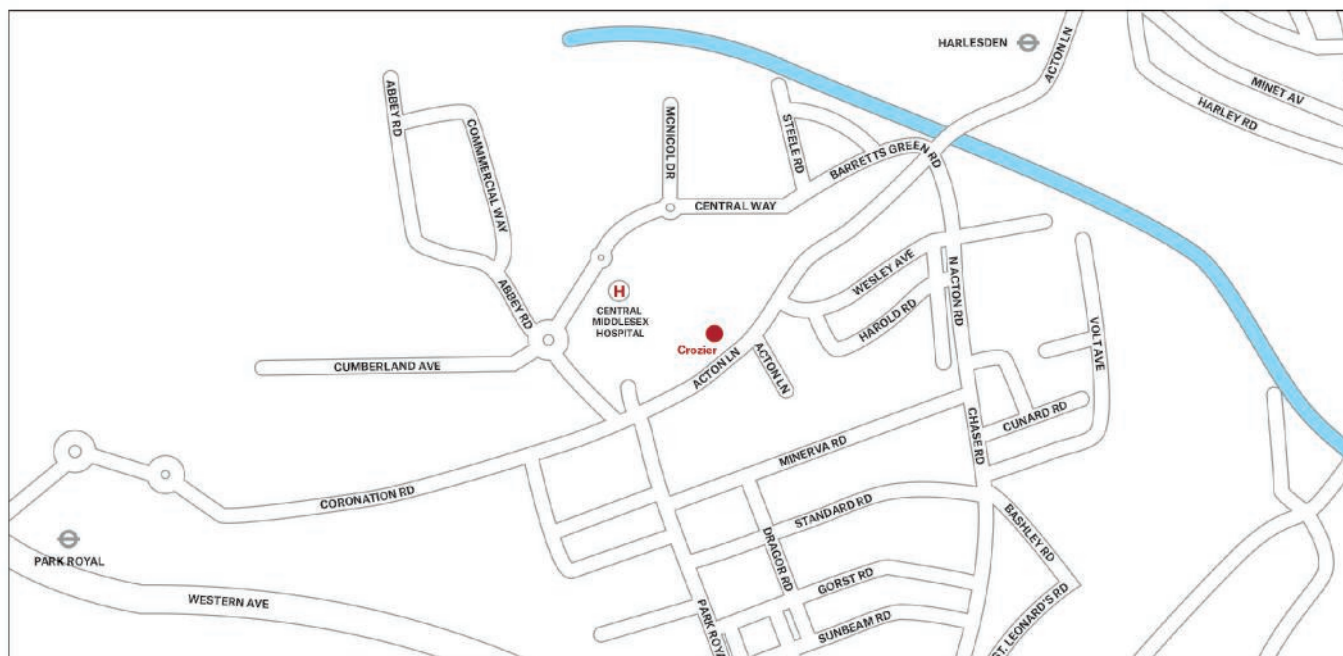 HARLESDEN
ACTON LN
MINET AV
HARLEY RD
ABBEY RD
COMMMERCIAL WAY
MCNICOL DR
STEELE RD
BARRETTS GREEN RD
CENTRAL WAY
WESLEY AVE
N ACTON RD
HAROLD RD
VOLT AVE
ABBEY RD
H
CENTRAL
MIDDLESEX
HOSPITAL
Crozier
ACTON LN
ACTON LN
CUMBERLAND AVE
CUNARD RD
CHASE RD
MINERVA RD
CORONATION RD
STANDARD RD
DRAGOR RD
BASHLEY RD
PARK ROYAL
WESTERN AVE
GORST RD
SUNBEAM RD
PARK ROYAL
ST. LEONARD'S RD